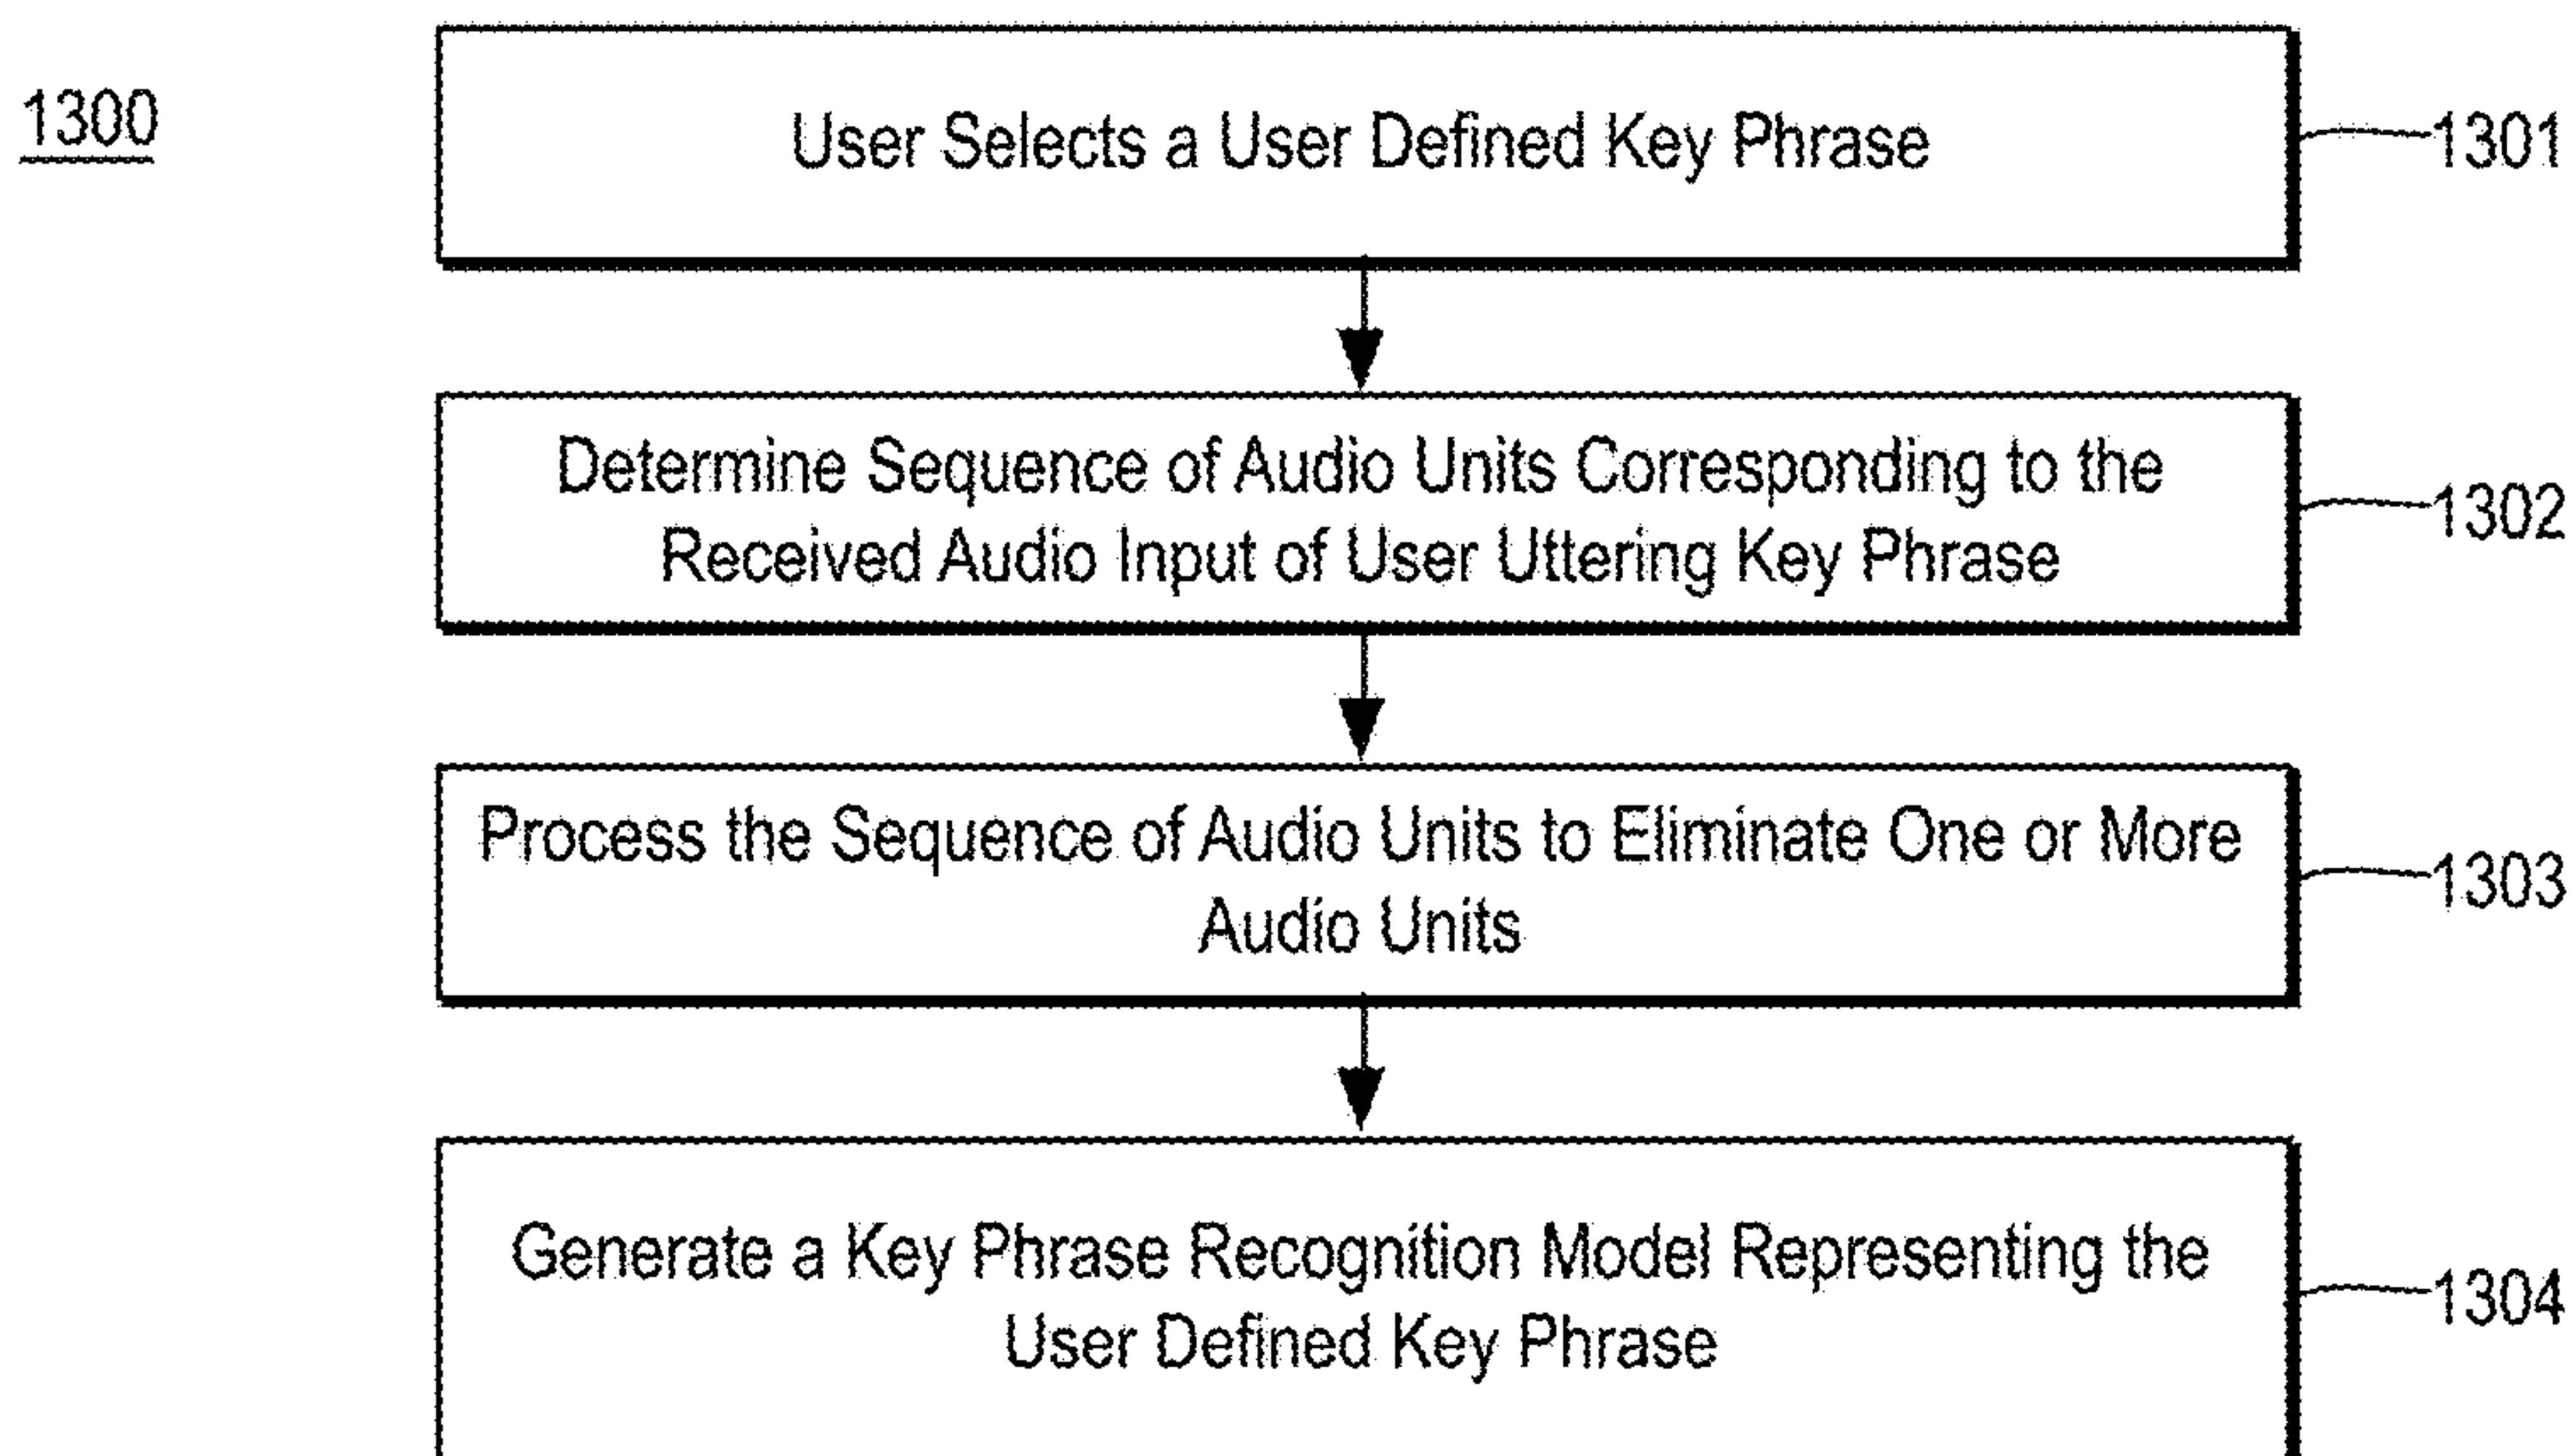 1300
User Selects a User Defined Key Phrase
1301
Determine Sequence of Audio Units Corresponding to the
Received Audio Input of User Uttering Key Phrase
1302
Process the Sequence of Audio Units to Eliminate One or More
Audio Units
1303
Generate a Key Phrase Recognition Model Representing the
User Defined Key Phrase
1304